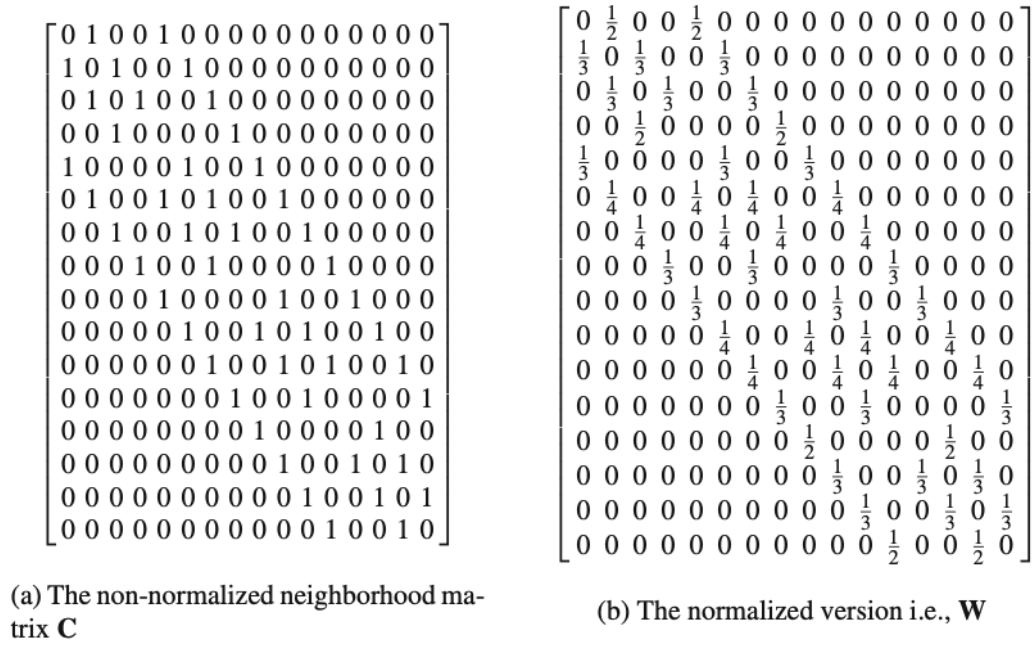 0 1 0 0 1 0 0 0 0 0 0 0 0 0 0 0
1 0 1 0 0 1 0 0 0 0 0 0 0 0 0 0
0 1 0 1 0 0 1 0 0 0 0 0 0 0 0 0
0 0 1 0 0 0 0 1 0 0 0 0 0 0 0 0
1 0 0 0 0 1 0 0 1 0 0 0 0 0 0 0
0 1 0 0 1 0 1 0 0 1 0 0 0 0 0 0
0 0 1 0 0 1 0 1 0 0 1 0 0 0 0 0
0 0 0 1 0 0 1 0 0 0 0 1 0 0 0 0
0 0 0 0 1 0 0 0 0 1 0 0 1 0 0 0
0 0 0 0 0 1 0 0 1 0 1 0 0 1 0 0
0 0 0 0 0 0 1 0 0 1 0 1 0 0 1 0
0 0 0 0 0 0 0 1 0 0 1 0 0 0 0 1
0 0 0 0 0 0 0 0 1 0 0 0 0 1 0 0
0 0 0 0 0 0 0 0 0 1 0 0 1 0 1 0
0 0 0 0 0 0 0 0 0 0 1 0 0 1 0 1
0 0 0 0 0 0 0 0 0 0 0 1 0 0 1 0
(a) The non-normalized neighborhood ma-
trix C
0 1/2 0 0 1/2 0 0 0 0 0 0 0 0 0 0 0
1/3 0 1/3 0 0 1/3 0 0 0 0 0 0 0 0 0 0
0 1/3 0 1/3 0 0 1/3 0 0 0 0 0 0 0 0 0
0 0 1/2 0 0 0 0 1/2 0 0 0 0 0 0 0 0
1/3 0 0 0 0 1/3 0 0 1/3 0 0 0 0 0 0 0
0 1/4 0 0 1/4 0 1/4 0 0 1/4 0 0 0 0 0 0
0 0 1/4 0 0 1/4 0 1/4 0 0 1/4 0 0 0 0 0
0 0 0 1/3 0 0 1/3 0 0 0 0 1/3 0 0 0 0
0 0 0 0 1/3 0 0 0 0 1/3 0 0 1/3 0 0 0
0 0 0 0 0 1/4 0 0 1/4 0 1/4 0 0 1/4 0 0
0 0 0 0 0 0 1/4 0 0 1/4 0 1/4 0 0 1/4 0
0 0 0 0 0 0 0 1/3 0 0 1/3 0 0 0 0 1/3
0 0 0 0 0 0 0 0 1/2 0 0 0 0 1/2 0 0
0 0 0 0 0 0 0 0 0 1/3 0 0 1/3 0 1/3 0
0 0 0 0 0 0 0 0 0 0 1/3 0 0 1/3 0 1/3
0 0 0 0 0 0 0 0 0 0 0 1/2 0 0 1/2 0
(b) The normalized version i.e., W